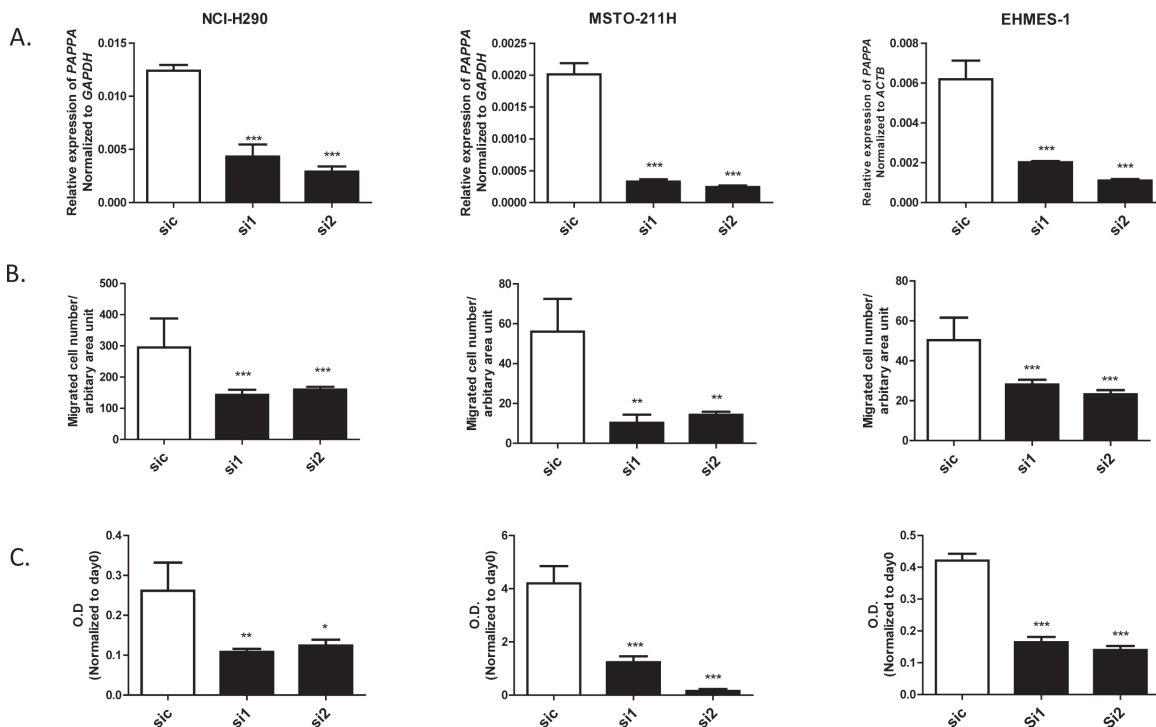 NCI-H290
MSTO-211H
EHMES-1
A.
Relative expression of PAPPA
Normalized to GAPDH
0.015
0.010
0.005
0.000
***
***
sic
si1
si2
Relative expression of PAPPA
Normalized to GAPDH
0.0025
0.0020
0.0015
0.0010
0.0005
0.0000
***
***
sic
si1
si2
Relative expression of PAPPA
Normalized to ACTB
0.008
0.006
0.004
0.002
0.000
***
***
sic
si1
si2
B.
Migrated cell number/
arbitary area unit
500
400
300
200
100
0
***
***
sic
si1
si2
Migrated cell number/
arbitary area unit
80
60
40
20
0
**
**
sic
si1
si2
Migrated cell number/
arbitary area unit
80
60
40
20
0
***
***
sic
si1
si2
C.
O.D
(Normalized to day0)
0.4
0.3
0.2
0.1
0.0
**
*
sic
si1
si2
O.D.
(Normalized to day0)
6
4
2
0
***
***
sic
si1
si2
O.D.
(Normalized to day0)
0.5
0.4
0.3
0.2
0.1
0.0
***
***
sic
si1
si2